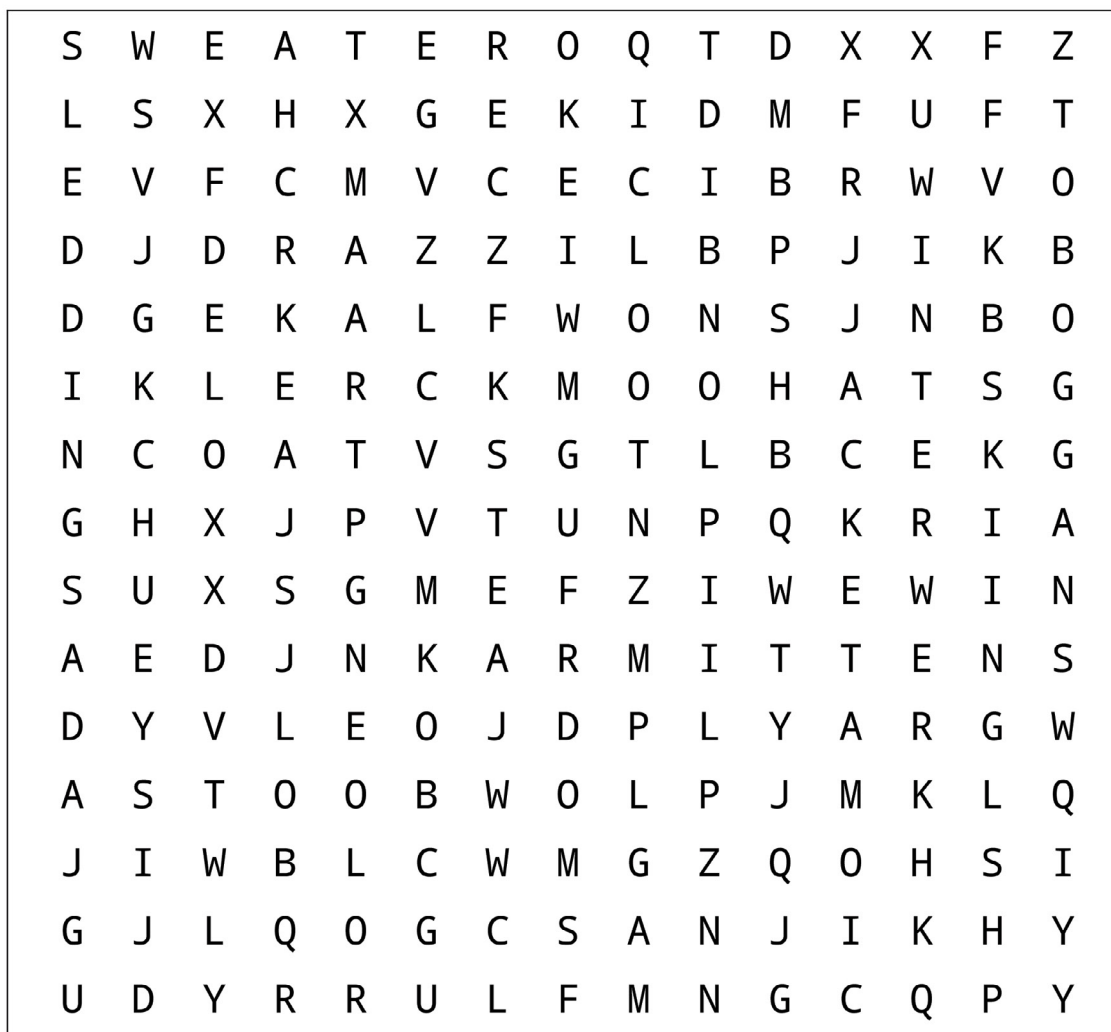 S W E A T E R O Q T D X X F Z
L S X H X G E K I D M F U F T
E V F C M V C E C I B R W V O
D J D R A Z Z I L B P J I K B
D G E K A L F W O N S J N B O
I K L E R C K M O O H A T S G
N C O A T V S G T L B C E K G
G H X J P V T U N P Q K R I A
S U X S G M E F Z I W E W I N
A E D J N K A R M I T T E N S
D Y V L E O J D P L Y A R G W
A S T O O B W O L P J M K L Q
J I W B L C W M G Z Q O H S I
G J L Q O G C S A N J I K H Y
U D Y R R U L F M N G C Q P Y